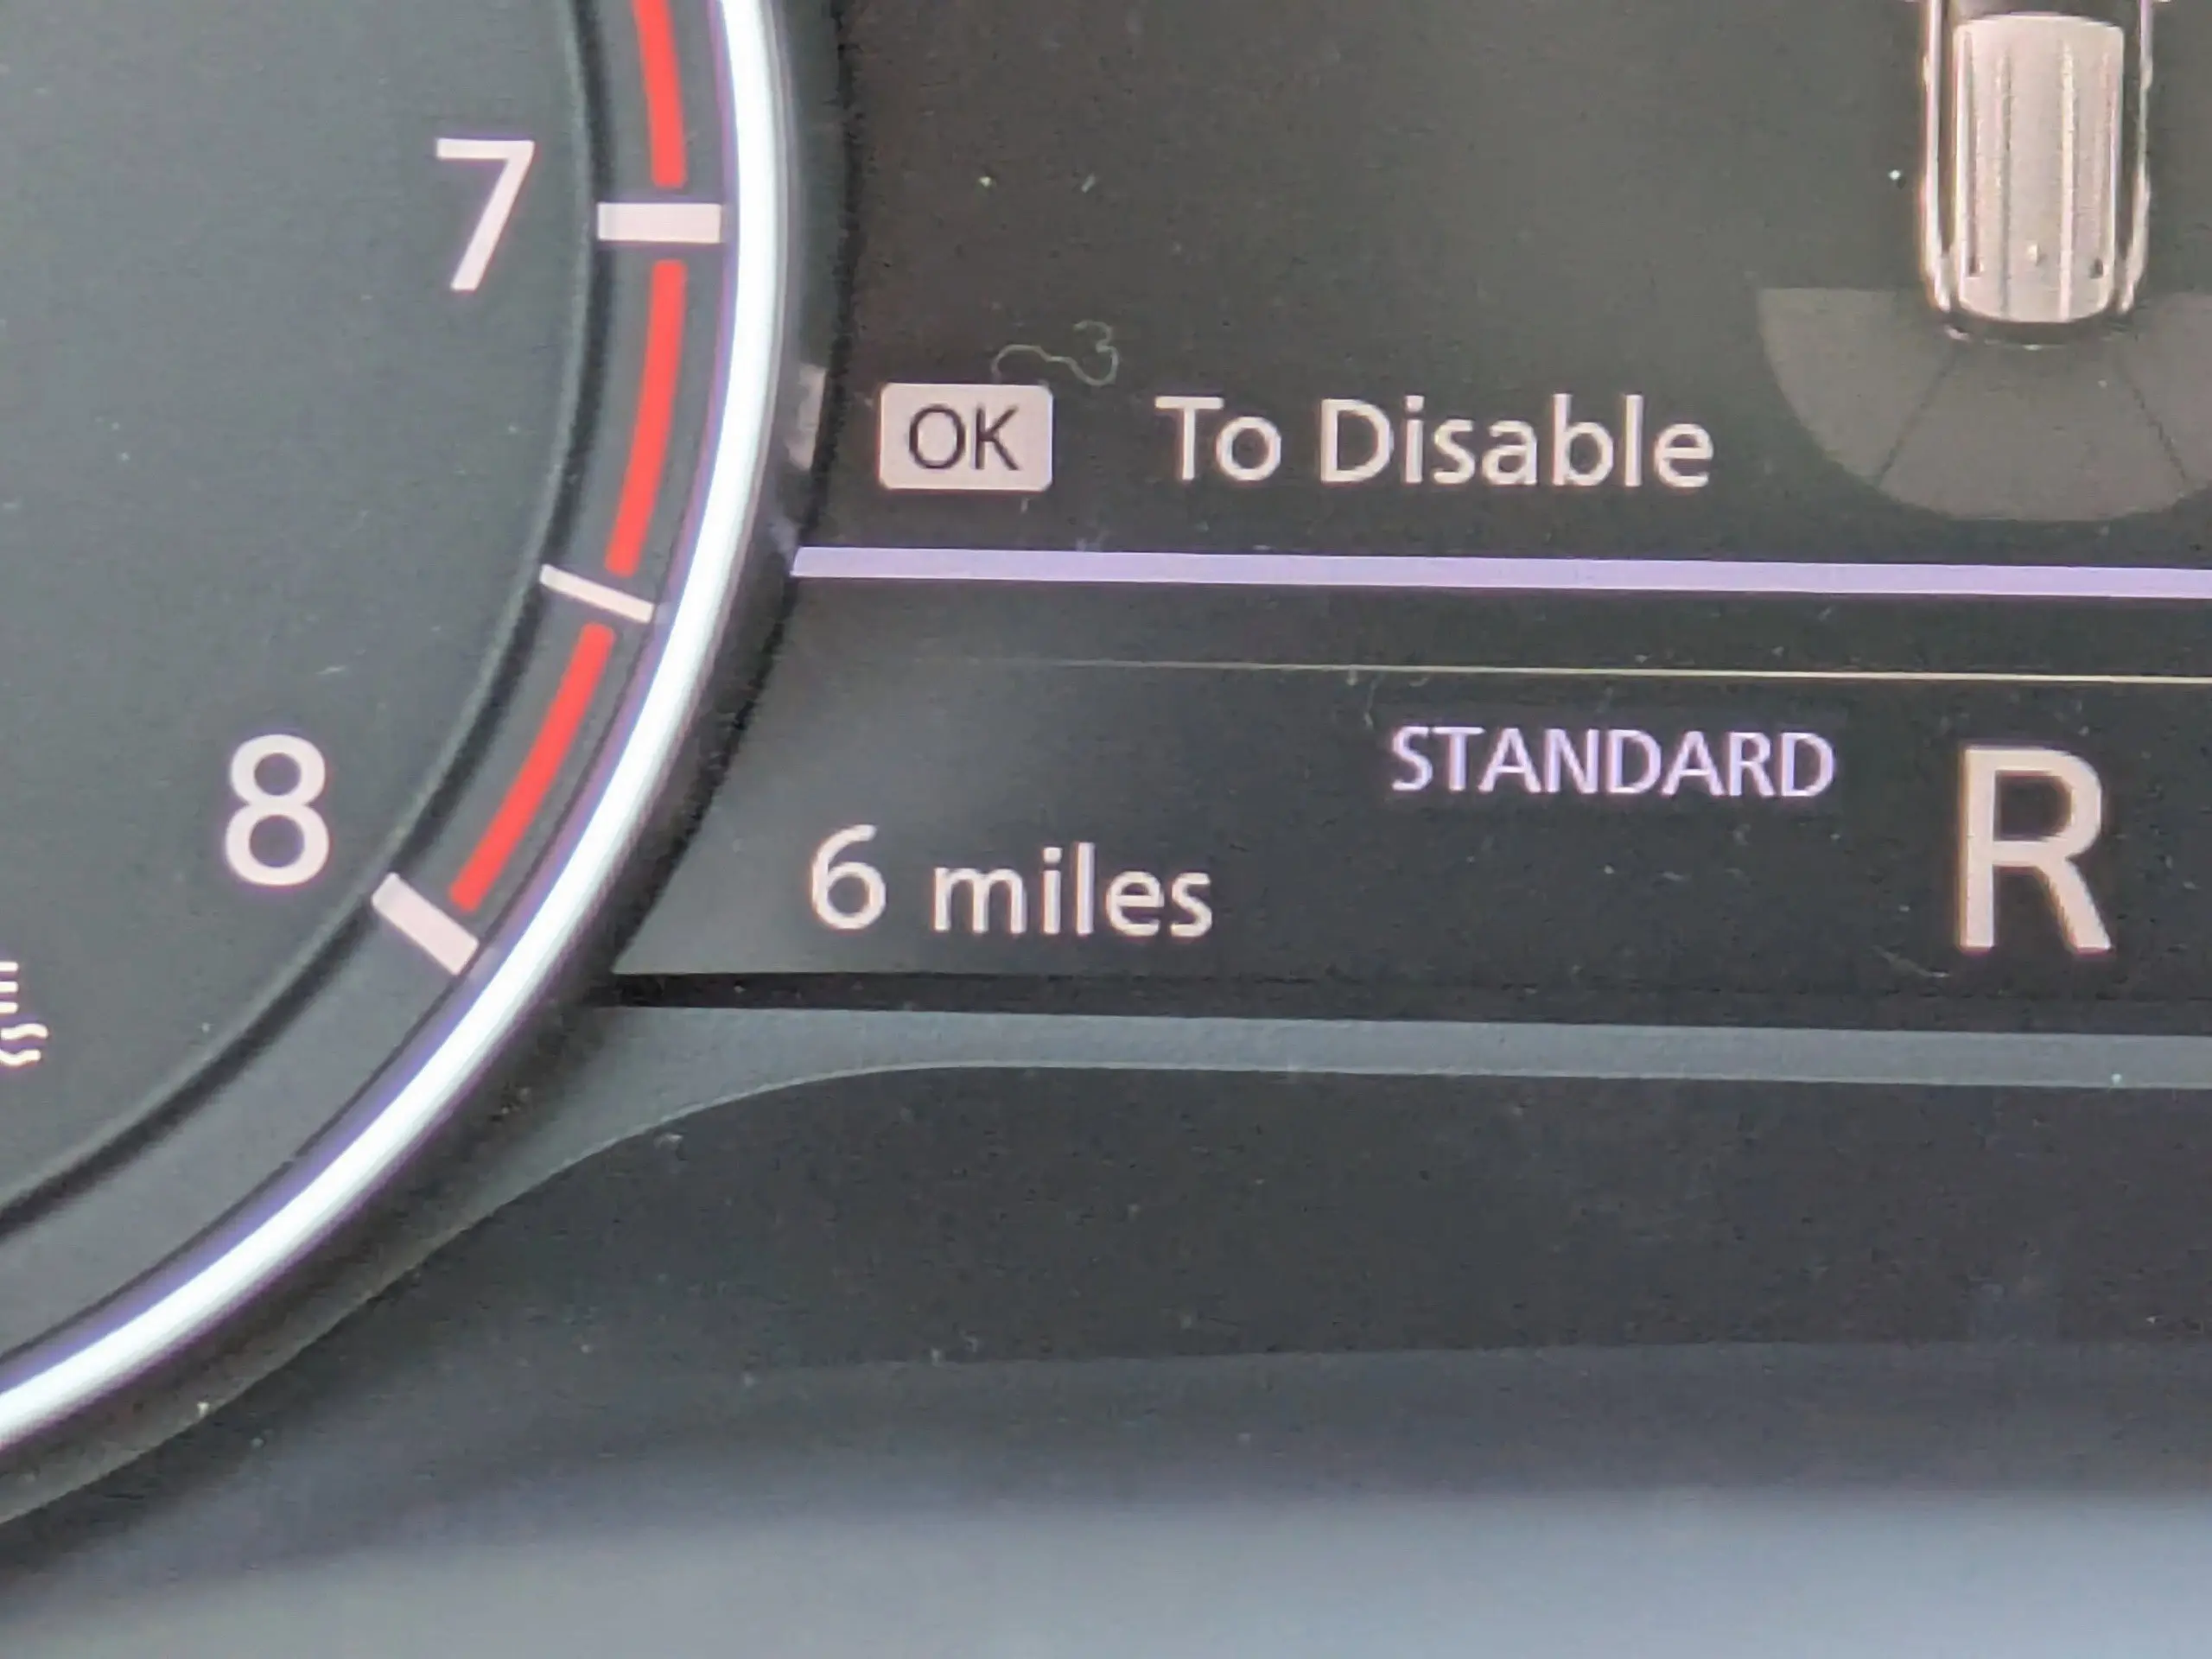 7
OK To Disable
STANDARD
R
8
6 miles